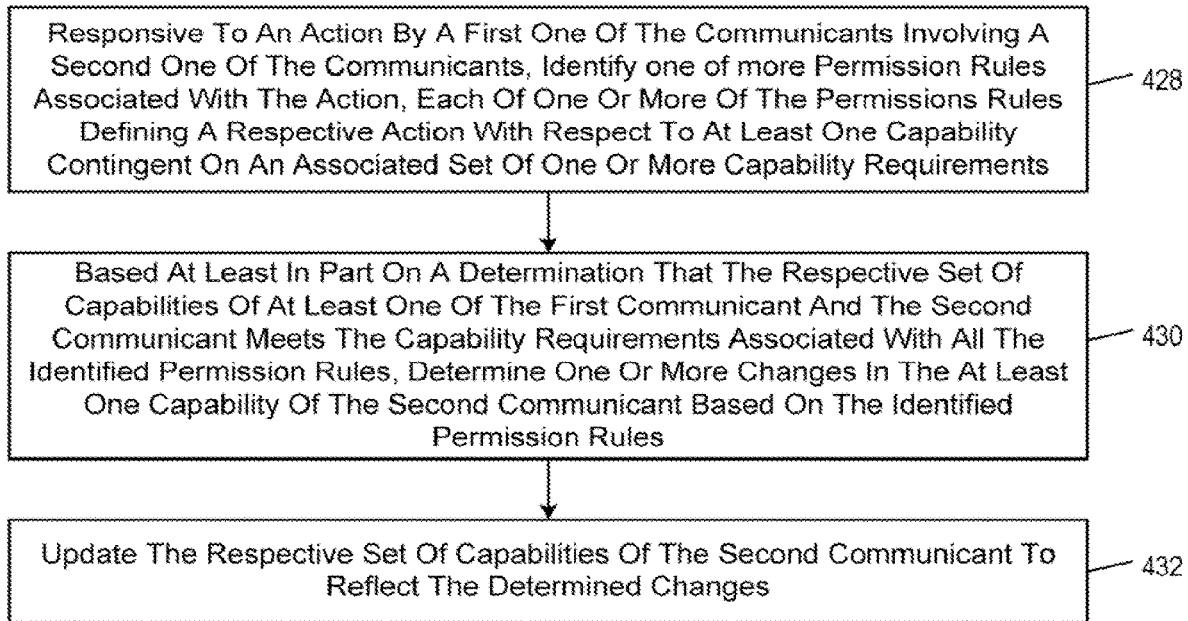 Responsive To An Action By A First One Of The Communicants Involving A
Second One Of The Communicants, Identify one of more Permission Rules
Associated With The Action, Each Of One Or More Of The Permissions Rules
Defining A Respective Action With Respect To At Least One Capability
Contingent On An Associated Set Of One Or More Capability Requirements
428
Based At Least In Part On A Determination That The Respective Set Of
Capabilities Of At Least One Of The First Communicant And The Second
Communicant Meets The Capability Requirements Associated With All The
Identified Permission Rules, Determine One Or More Changes In The At Least
One Capability Of The Second Communicant Based On The Identified
Permission Rules
430
Update The Respective Set Of Capabilities Of The Second Communicant To
Reflect The Determined Changes
432